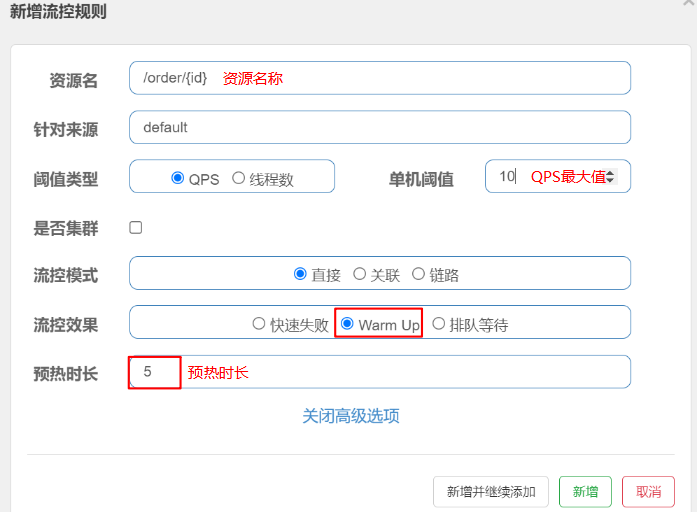 新增流控规则
资源名 /order/{id} 资源名称
针对来源 default
阈值类型 QPS 线程数 单机阈值 10 QPS最大值
是否集群
流控模式 直接 关联 链路
流控效果 快速失败 Warm Up 排队等待
预热时长 5 预热时长
关闭高级选项
新增并继续添加 新增 取消